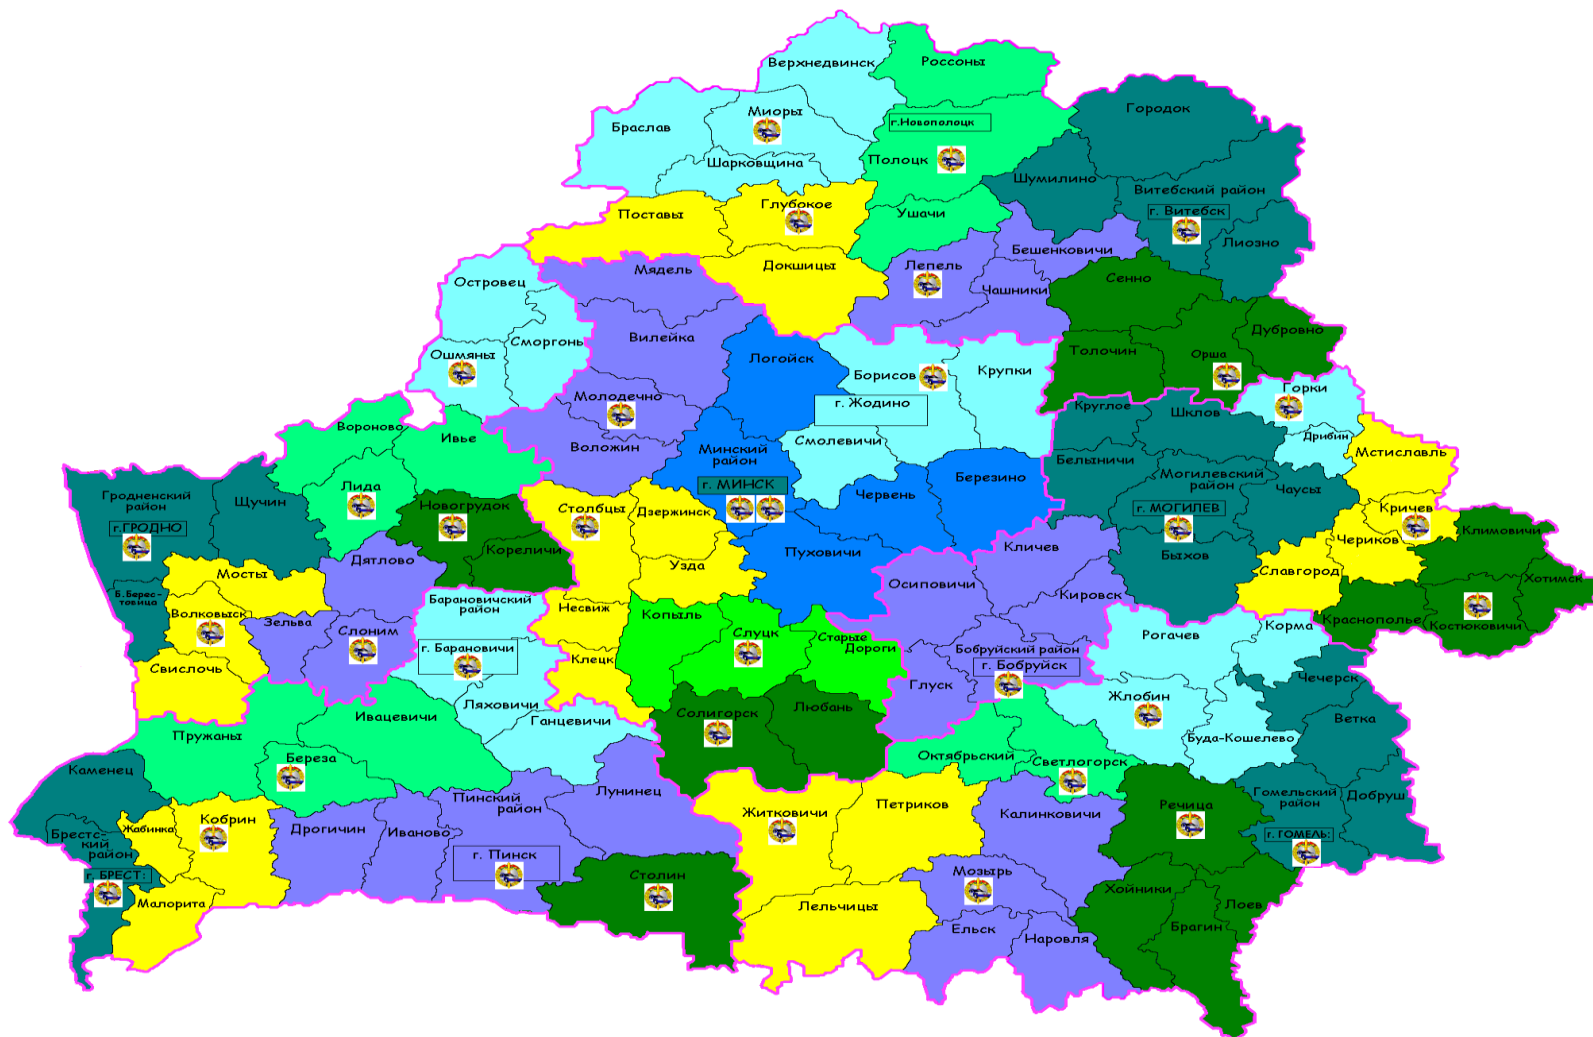 Верхнедвинск
Россоны
Браслав
Миоры
г.Новополоцк
Городок
Шарковщина
Полоцк
Шумилино
Витебский район
г. Витебск
Поставы
Глубокое
Ушачи
Лиозно
Бешенковичи
Докшицы
Лепель
Чашники
Сенно
Мядель
Островец
Сморгонь
Ошмяны
Вилейка
Логойск
Борисов
Крупки
Толочин
Орша
Дубровно
Молодечно
г. Жодино
Горки
Круглое
Шклов
Дрибин
Вороново
Ивье
Воложин
Минский
район
г. МИНСК
Смолевичи
Белыничи
Могилевский
район
г. МОГИЛЕВ
Чаусы
Мстиславль
Гродненский
район
г.ГРОДНО
Щучин
Лида
Новогрудок
Столбцы
Дзержинск
Червень
Березино
Кричев
Климовичи
Чериков
Кореличи
Дятлово
Мосты
Узда
Пуховичи
Кличев
Быхов
Славгород
Хотимск
Б.Берес-
товица
Волковыск
Зельва
Слоним
Барановичский
район
г. Барановичи
Несвиж
Копыль
Слуцк
Старые
Дороги
Осиповичи
Кировск
Бобруйский район
г. Бобруйск
Рогачев
Корма
Краснополье
Костюковичи
Свислочь
Клецк
Глуск
Чечерск
Ляховичи
Ганцевичи
Солигорск
Любань
Жлобин
Ветка
Буда-Кошелево
Пружаны
Ивацевичи
Береза
Октябрьский
Светлогорск
Каменец
Лунинец
Пинский
район
г. Пинск
Житковичи
Петриков
Калинковичи
Речица
Гомельский
район
г. ГОМЕЛЬ:
Добруш
Брестс-
кий
район
г. БРЕСТ:
Жабинка
Кобрин
Дрогичин
Иваново
Малорита
Столин
Лельчицы
Мозырь
Хойники
Лоев
Брагин
Ельск
Наровля